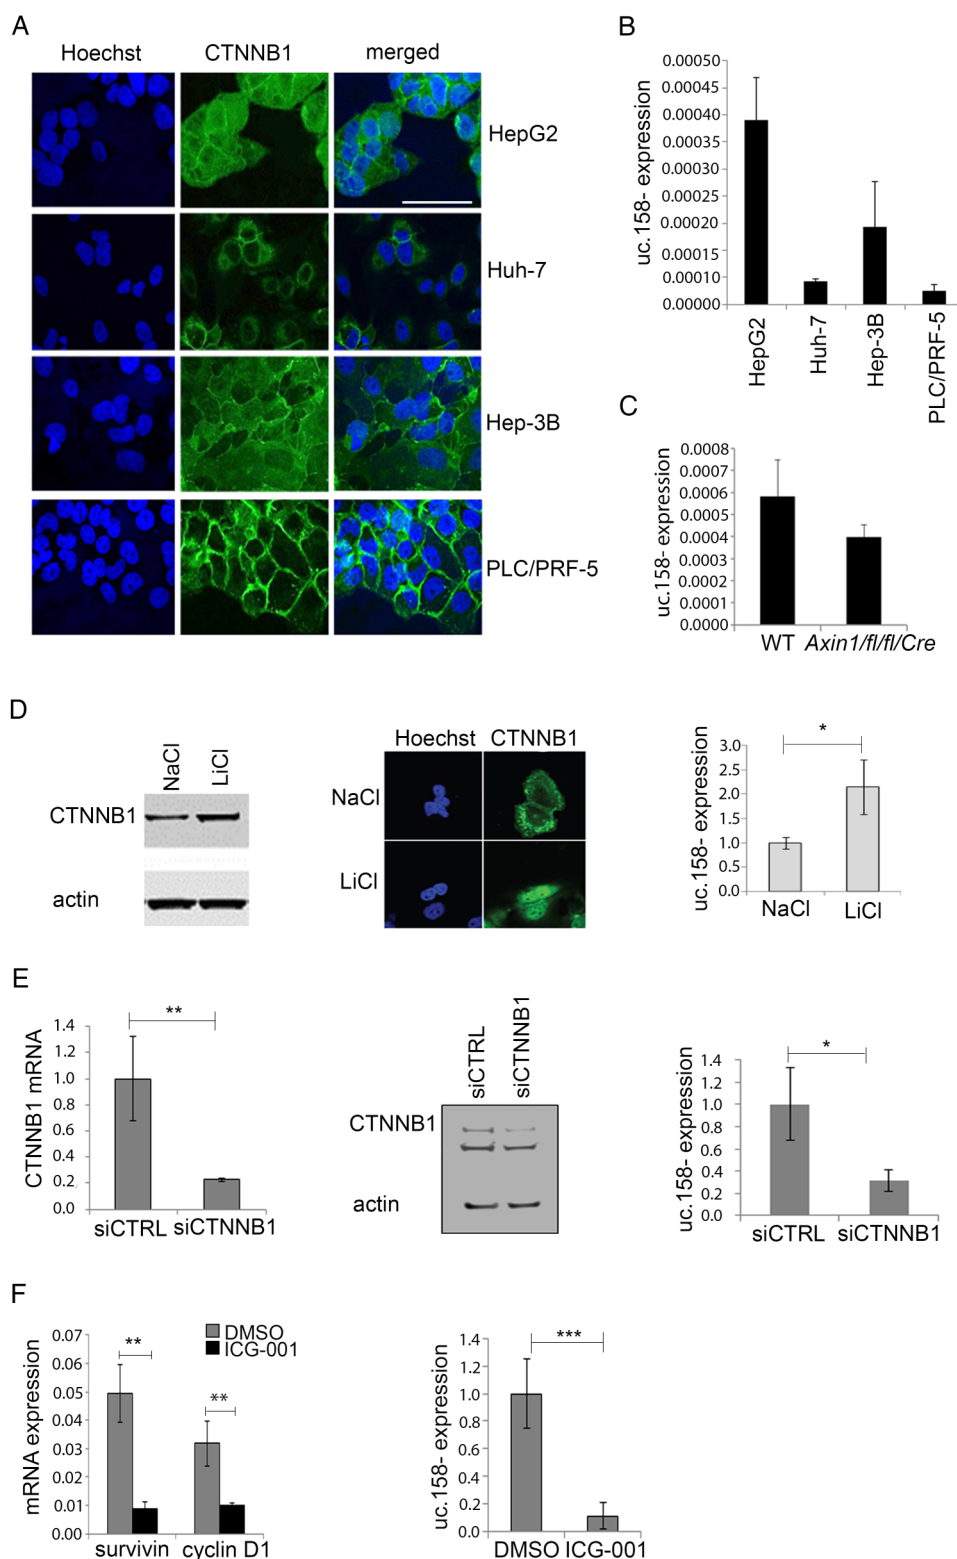 A
Hoechst CTNNB1 merged
HepG2
Huh-7
Hep-3B
PLC/PRF-5
B
uc.158- expression
0.00050
0.00045
0.00040
0.00035
0.00030
0.00025
0.00020
0.00015
0.00010
0.00000
HepG2
Huh-7
Hep-3B
PLC/PRF-5
C
uc.158- expression
0.0008
0.0007
0.0006
0.0005
0.0004
0.0003
0.0002
0.0001
0.0000
WT Axin1/fl/fl/Cre
D
NaCl
LiCl
CTNNB1
actin
Hoechst CTNNB1
NaCl
LiCl
uc.158- expression
3.0
2.5
2.0
1.5
1.0
0.5
0.0
*
NaCl LiCl
E
CTNNB1 mRNA
1.4
1.2
1.0
0.8
0.6
0.4
0.2
0.0
**
siCTRL siCTNNB1
siCTRL
siCTNNB1
CTNNB1
actin
uc.158- expression
1.4
1.2
1.0
0.8
0.6
0.4
0.2
0.0
*
siCTRL siCTNNB1
F
mRNA expression
0.07
0.06
0.05
0.04
0.03
0.02
0.01
0.00
DMSO
ICG-001
**
**
survivin cyclin D1
uc.158- expression
1.4
1.2
1.0
0.8
0.6
0.4
0.2
0.0
***
DMSO ICG-001